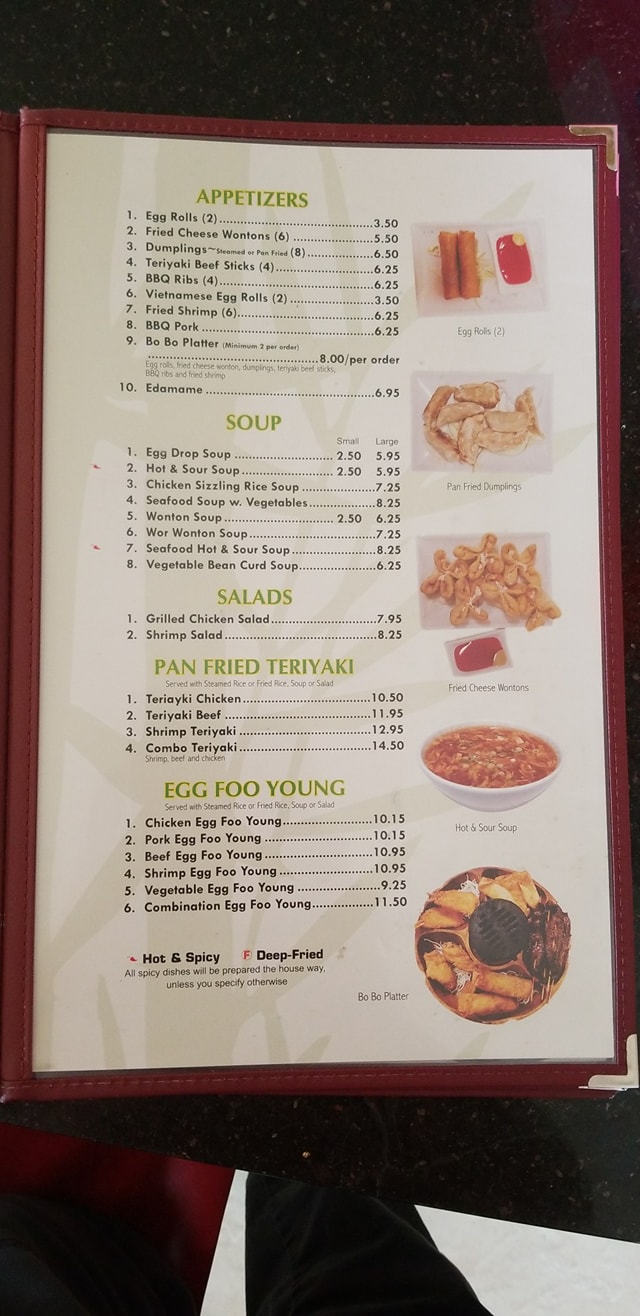 APPETIZERS
1. Egg Rolls (2)..........3.50
2. Fried Cheese Wontons (6) ..........5.50
3. Dumplings~Steamed or Pan Fried (8)..........6.50
4. Teriyaki Beef Sticks (4)..........6.25
5. BBQ Ribs (4)..........6.25
6. Vietnamese Egg Rolls (2) ..........3.50
7. Fried Shrimp (6)..........6.25
8. BBQ Pork ..........6.25
9. Bo Bo Platter (Minimum 2 per order)
..........8.00/per order
Egg rolls, fried cheese wonton, dumplings, teriyaki beef sticks,
BBQ ribs and fried shrimp
10. Edamame ..........6.95
SOUP
Small Large
1. Egg Drop Soup .......... 2.50 5.95
2. Hot & Sour Soup.......... 2.50 5.95
3. Chicken Sizzling Rice Soup ..........7.25
4. Seafood Soup w. Vegetables..........8.25
5. Wonton Soup.......... 2.50 6.25
6. Wor Wonton Soup..........7.25
7. Seafood Hot & Sour Soup..........8.25
8. Vegetable Bean Curd Soup..........6.25
SALADS
1. Grilled Chicken Salad..........7.95
2. Shrimp Salad..........8.25
PAN FRIED TERIYAKI
Served with Steamed Rice or Fried Rice, Soup or Salad
1. Teriayki Chicken..........10.50
2. Teriyaki Beef ..........11.95
3. Shrimp Teriyaki ..........12.95
4. Combo Teriyaki..........14.50
Shrimp, beef and chicken
EGG FOO YOUNG
Served with Steamed Rice or Fried Rice, Soup or Salad
1. Chicken Egg Foo Young..........10.15
2. Pork Egg Foo Young ..........10.15
3. Beef Egg Foo Young ..........10.95
4. Shrimp Egg Foo Young ..........10.95
5. Vegetable Egg Foo Young ..........9.25
6. Combination Egg Foo Young..........11.50
Hot & Spicy F Deep-Fried
All spicy dishes will be prepared the house way,
unless you specify otherwise
Egg Rolls (2)
Pan Fried Dumplings
Fried Cheese Wontons
Hot & Sour Soup
Bo Bo Platter